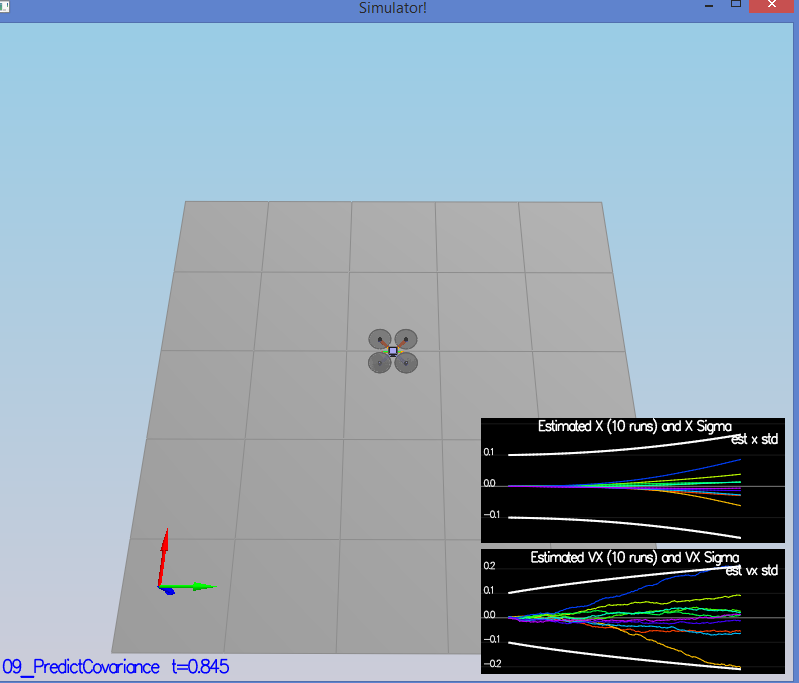 Simulator!
Estimated X (10 runs) and X Sigma
est x std
0.1
0.0
-0.1
Estimated VX (10 runs) and VX Sigma
est vx std
0.2
0.1
0.0
-0.1
-0.2
09_PredictCovariance t=0.845